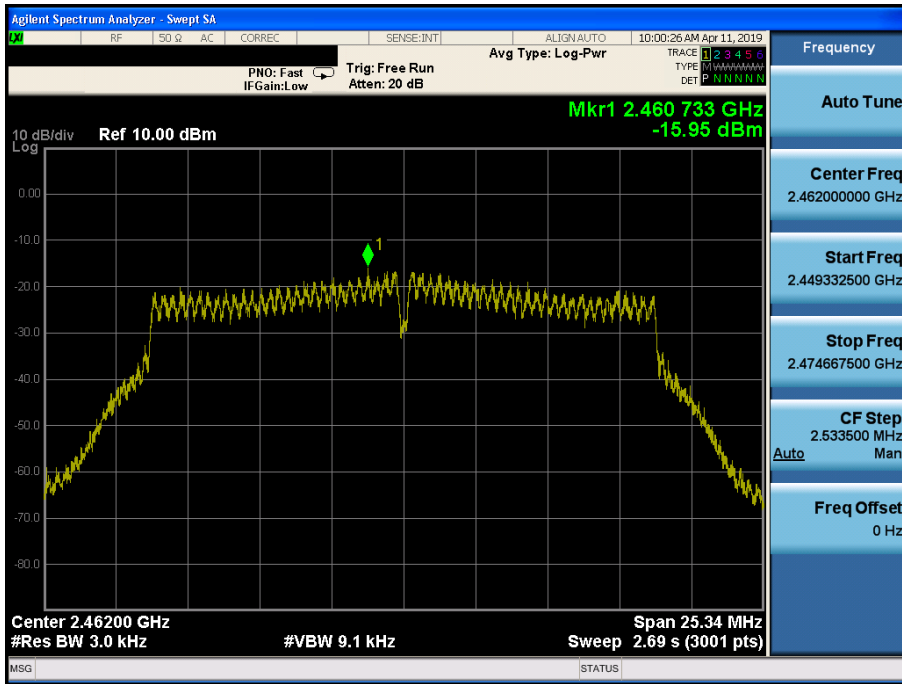 Agilent Spectrum Analyzer - Swept SA
LXI RF 50 Ω AC CORREC SENSE:INT ALIGNAUTO 10:00:26 AM Apr 11, 2019
Frequency
Avg Type: Log-Pwr TRACE 1 2 3 4 5 6
PNO: Fast Trig: Free Run TYPE MWWWWW
IFGain:Low Atten: 20 dB DET P N N N N N
Auto Tune
Mkr1 2.460 733 GHz
10 dB/div Ref 10.00 dBm -15.95 dBm
Log
Center Freq
2.462000000 GHz
0.00
-10.0
1
Start Freq
2.449332500 GHz
-20.0
-30.0
Stop Freq
2.474667500 GHz
-40.0
-50.0
CF Step
2.533500 MHz
Auto Man
-60.0
Freq Offset
0 Hz
-70.0
-80.0
Center 2.46200 GHz Span 25.34 MHz
#Res BW 3.0 kHz #VBW 9.1 kHz Sweep 2.69 s (3001 pts)
MSG STATUS